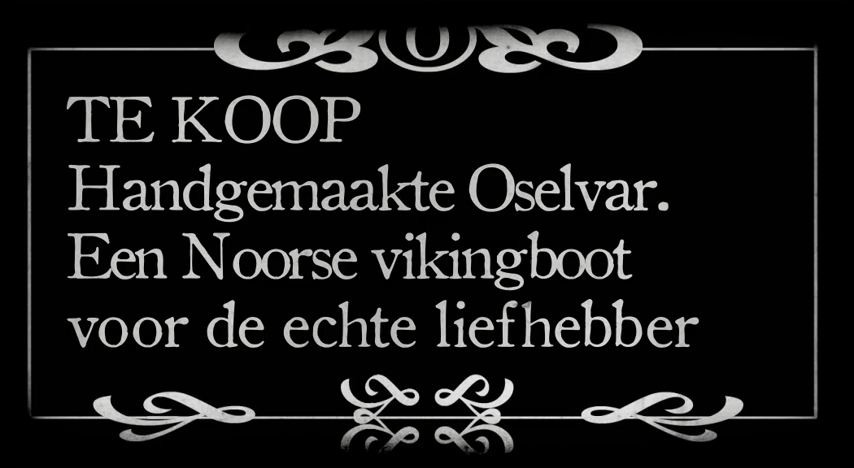 O
TE KOOP
Handgemaakte Oselvar.
Een Noorse vikingboot
voor de echte liefhebber